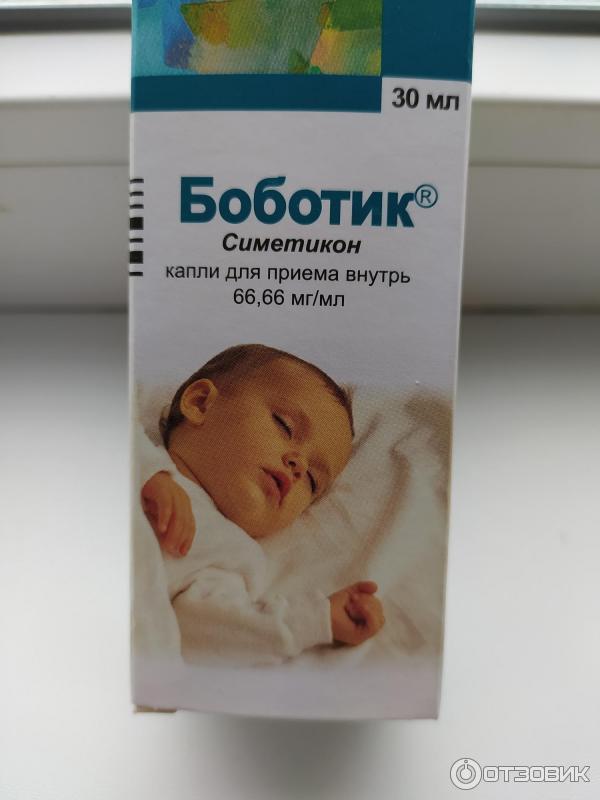 30 мл
Боботик®
Симетикон
капли для приема внутрь
66,66 мг/мл
ОТЗОВИК